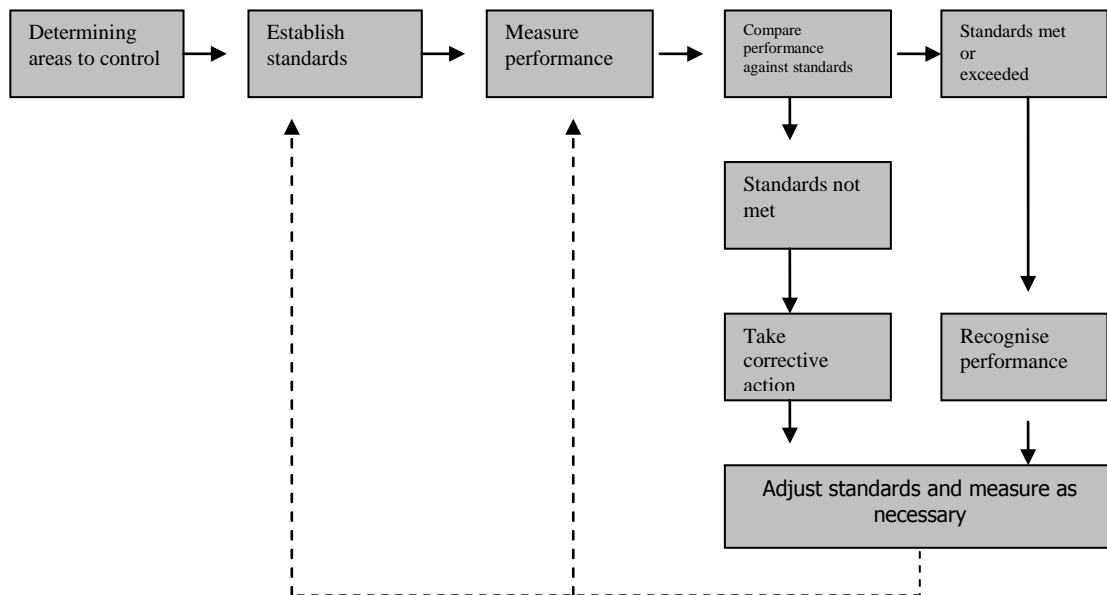 Determining
areas to control
Establish
standards
Measure
performance
Compare
performance
against standards
Standards met
or
exceeded
Standards not
met
Take
corrective
action
Recognise
performance
Adjust standards and measure as
necessary